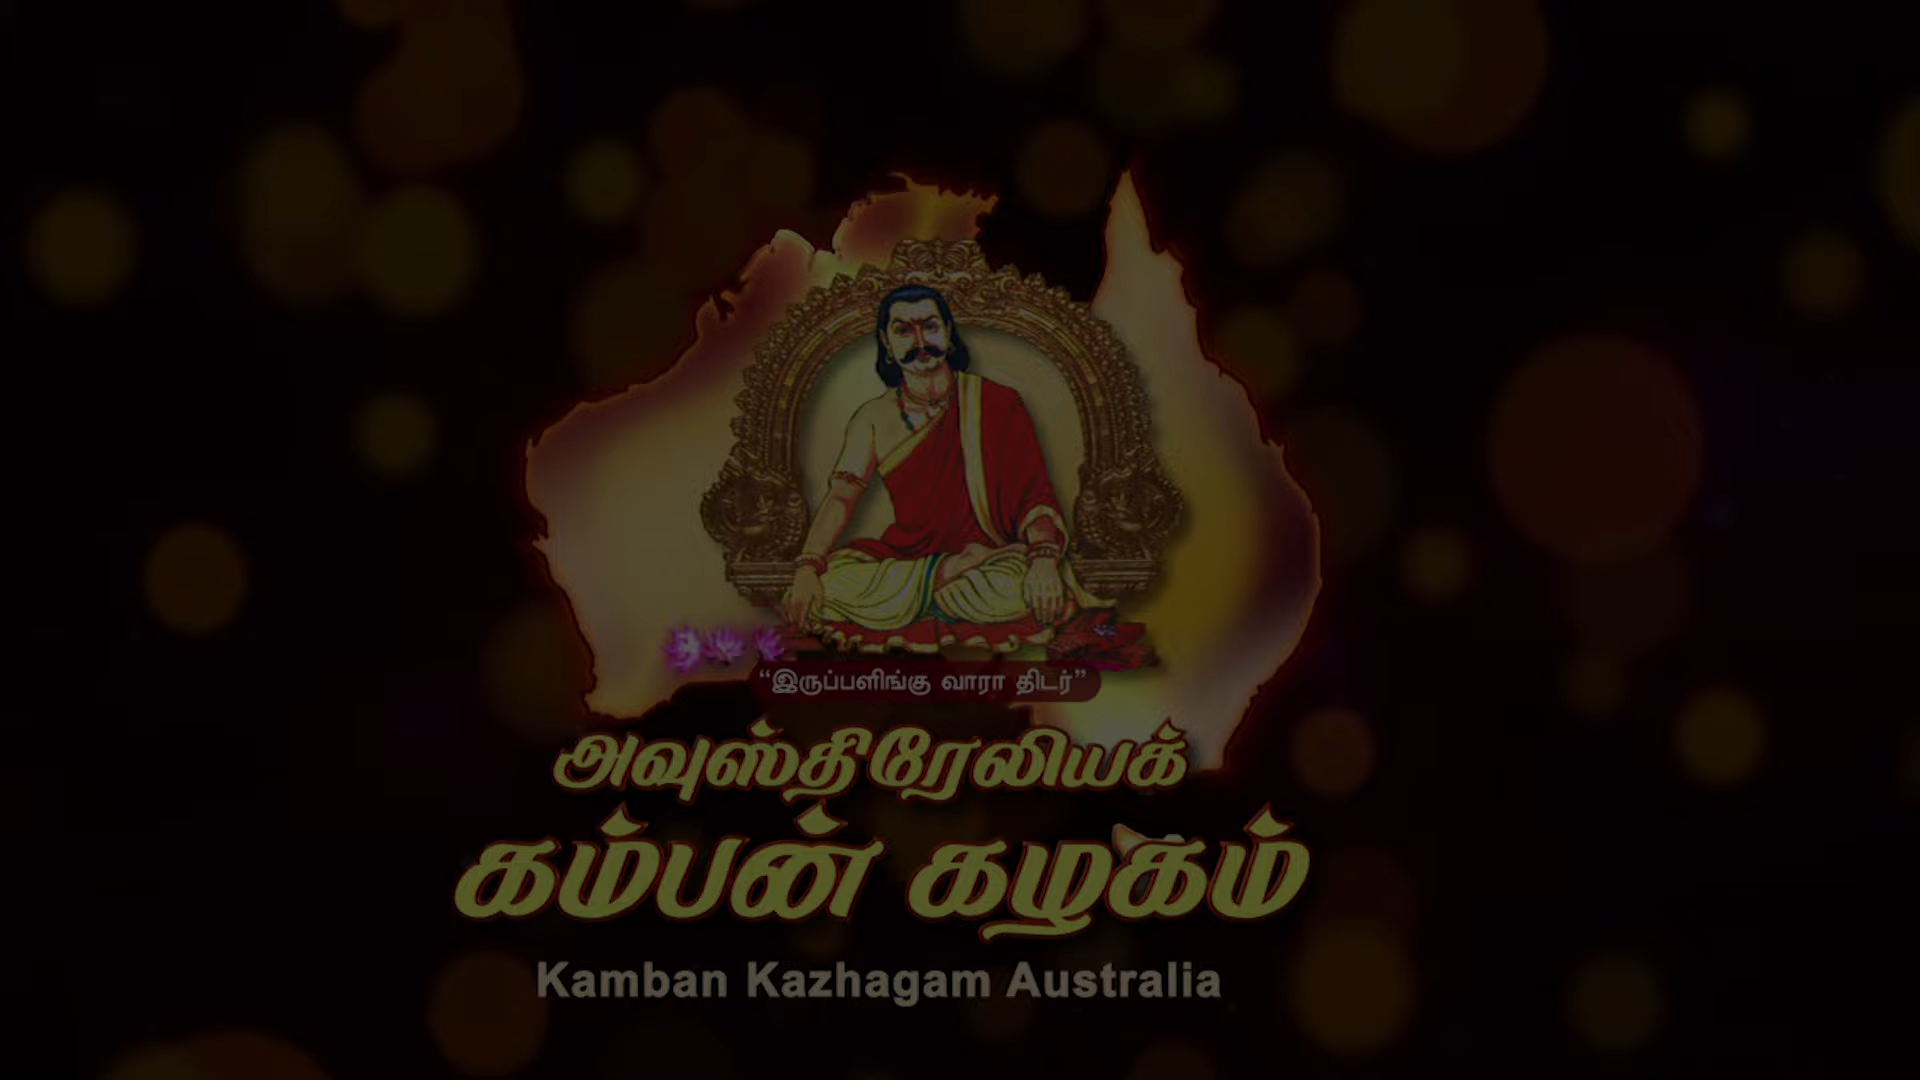 “இருப்பளிங்கு வாரா திடர்”
அவுஸ்திரேலியக்
கம்பன் கழகம்
Kamban Kazhagam Australia